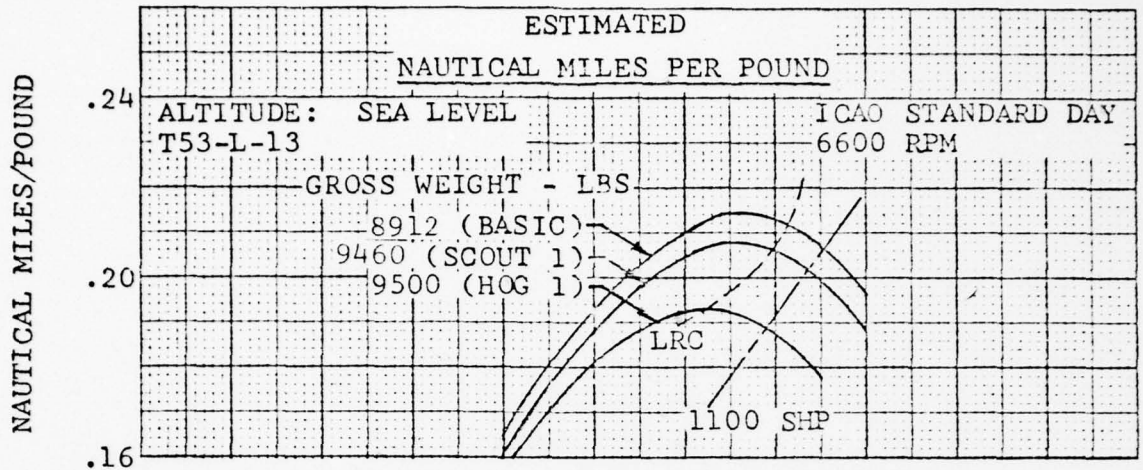 ESTIMATED
NAUTICAL MILES PER POUND
NAUTICAL MILES/POUND
.24
ALTITUDE: SEA LEVEL
T53-L-13
ICAO STANDARD DAY
6600 RPM
GROSS WEIGHT - LBS
8912 (BASIC)
9460 (SCOUT 1)
.20
9500 (HOG 1)
LRC
1100 SHP
.16